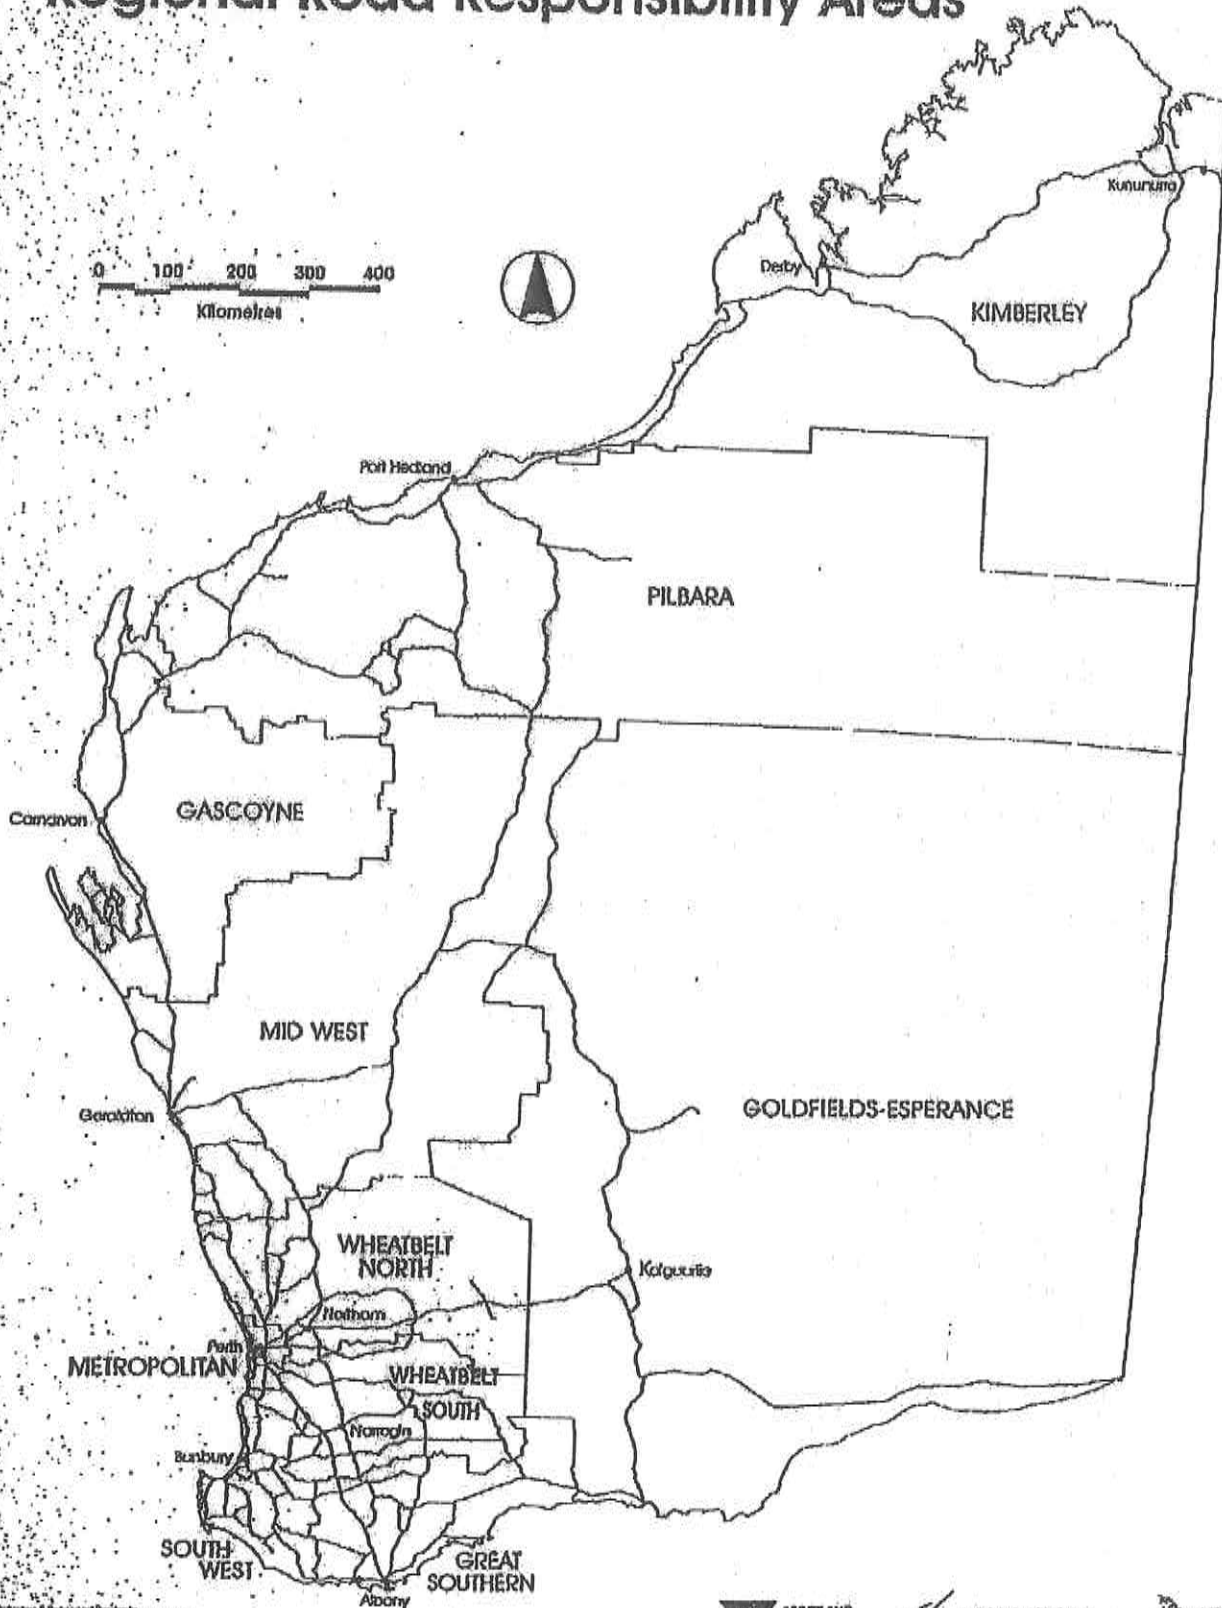 Regional Road Responsibility Areas
Kununurra
0 100 200 300 400
Kilometres
Derby
KIMBERLEY
Port Hedland
PILBARA
GASCOYNE
Carnarvon
MID WEST
Geraldton
GOLDFIELDS-ESPERANCE
WHEATBELT
NORTH
Kalgoorlie
Northam
Perth
METROPOLITAN
WHEATBELT
SOUTH
Narrogin
Bunbury
SOUTH
WEST
GREAT
SOUTHERN
Albany